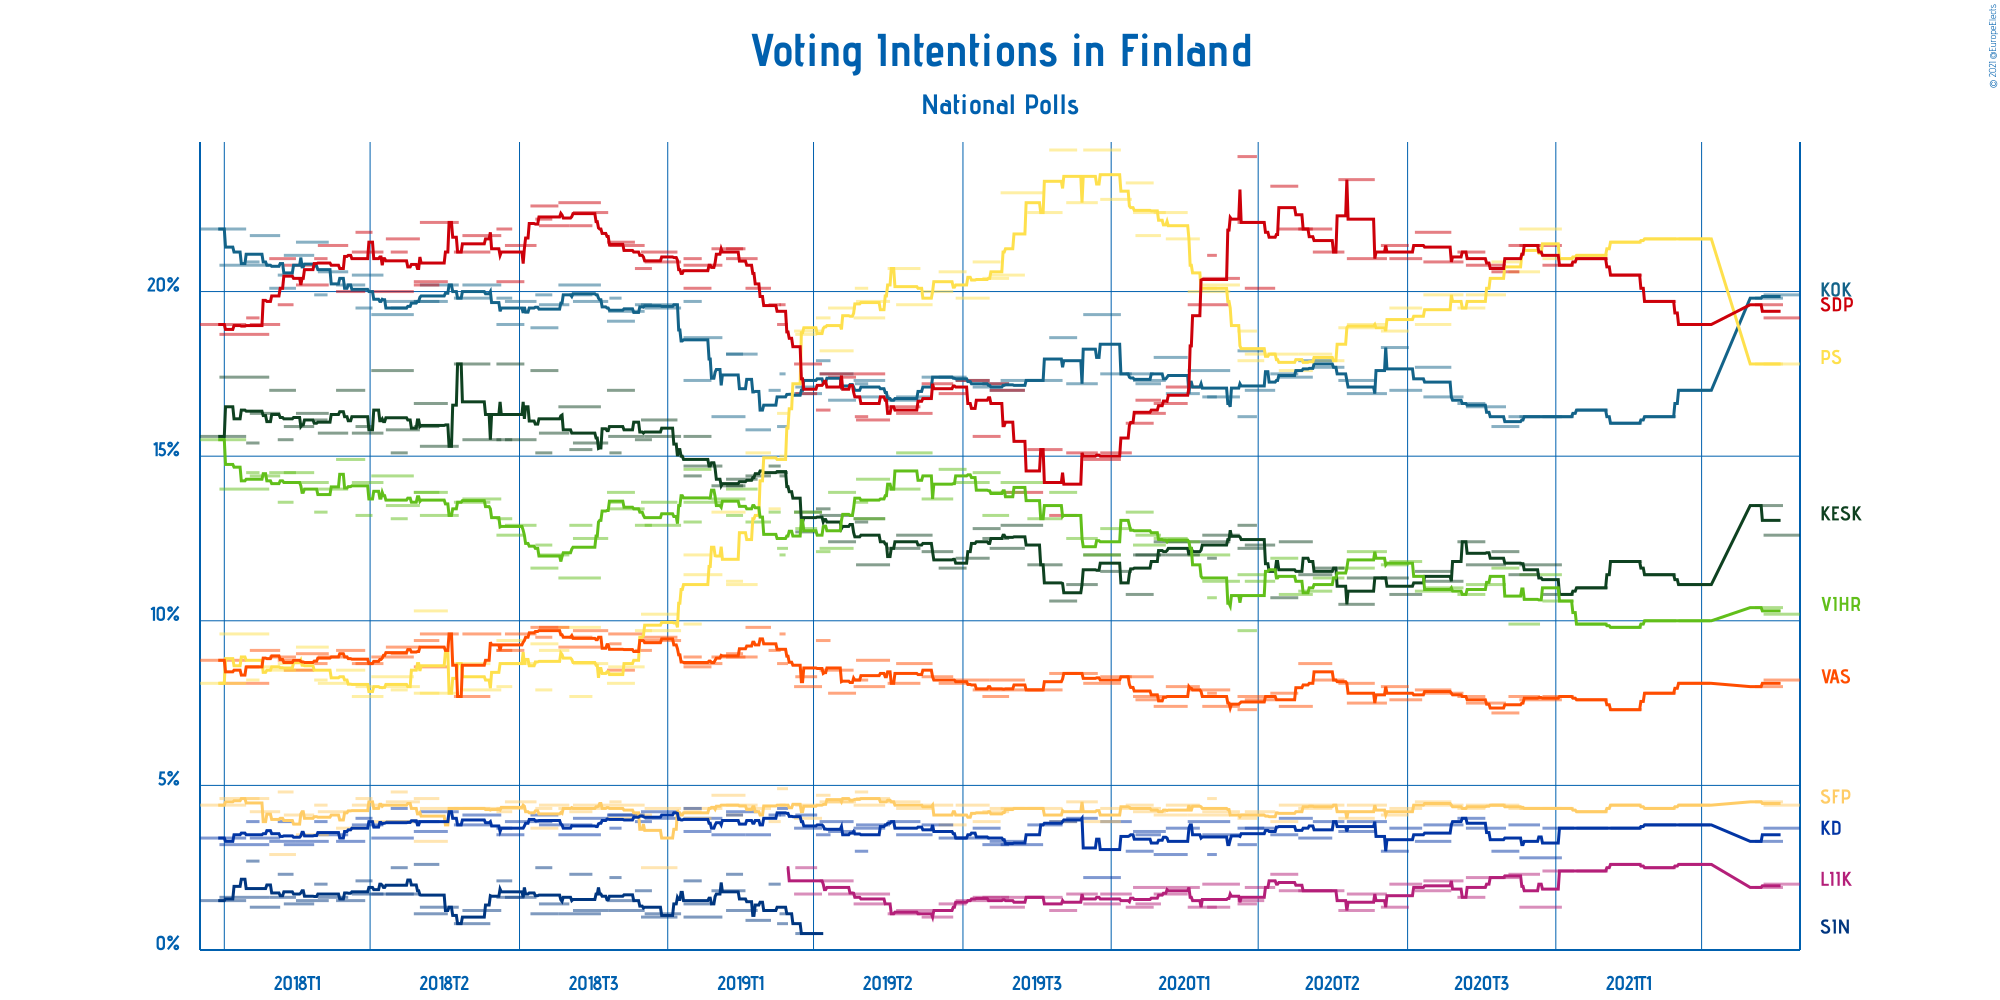 © 2021 @EuropeElects
Voting Intentions in Finland
National Polls
20%
15%
10%
5%
0%
KOK
SDP
PS
KESK
VIHR
VAS
SFP
KD
LIIK
SIN
2018T1 2018T2 2018T3 2019T1 2019T2 2019T3 2020T1 2020T2 2020T3 2021T1